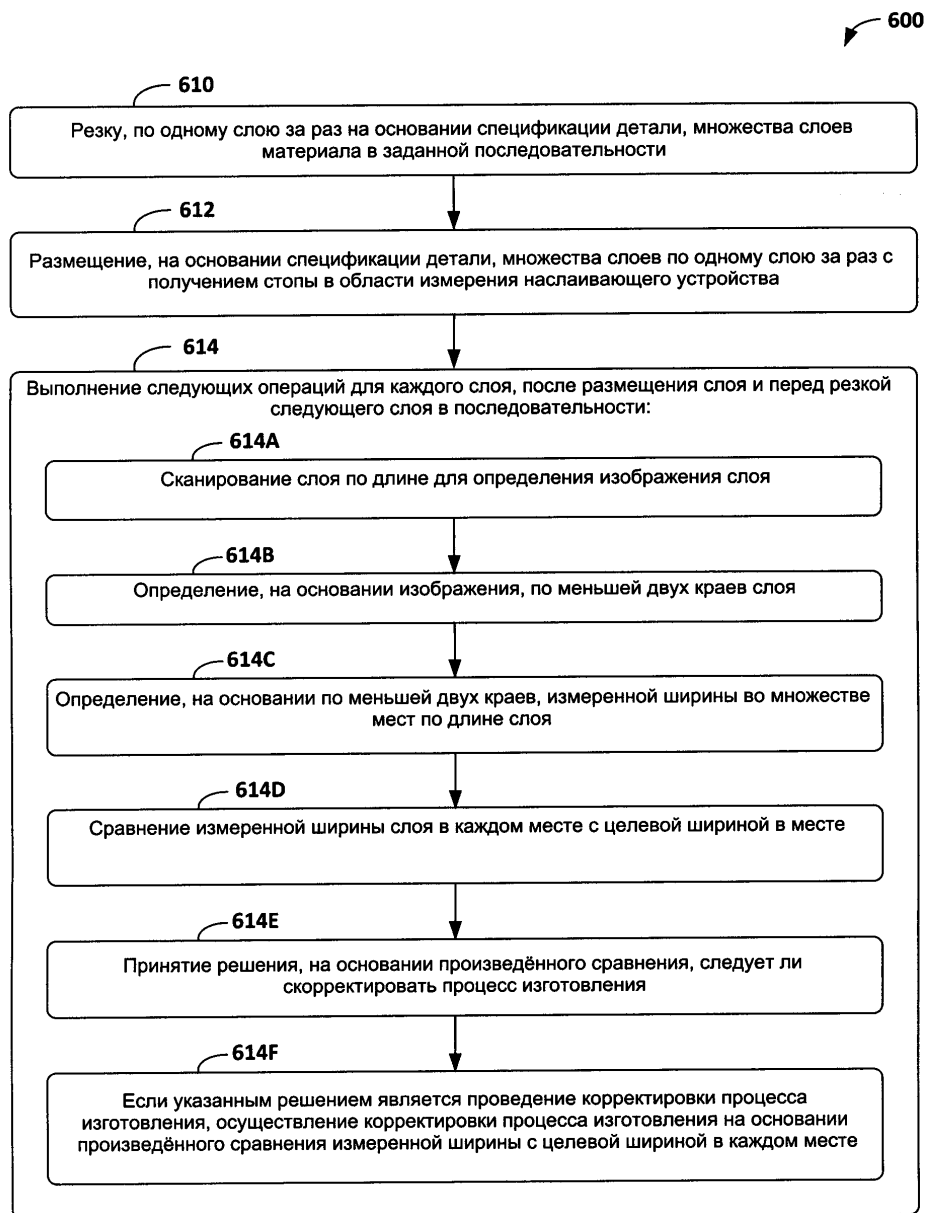 600
610
Резку, по одному слою за раз на основании спецификации детали, множества слоев
материала в заданной последовательности
612
Размещение, на основании спецификации детали, множества слоев по одному слою за раз с
получением стопы в области измерения наслаивающего устройства
614
Выполнение следующих операций для каждого слоя, после размещения слоя и перед резкой
следующего слоя в последовательности:
614A
Сканирование слоя по длине для определения изображения слоя
614B
Определение, на основании изображения, по меньшей двух краев слоя
614C
Определение, на основании по меньшей двух краев, измеренной ширины во множестве
мест по длине слоя
614D
Сравнение измеренной ширины слоя в каждом месте с целевой шириной в месте
614E
Принятие решения, на основании произведённого сравнения, следует ли
скорректировать процесс изготовления
614F
Если указанным решением является проведение корректировки процесса
изготовления, осуществление корректировки процесса изготовления на основании
произведённого сравнения измеренной ширины с целевой шириной в каждом месте